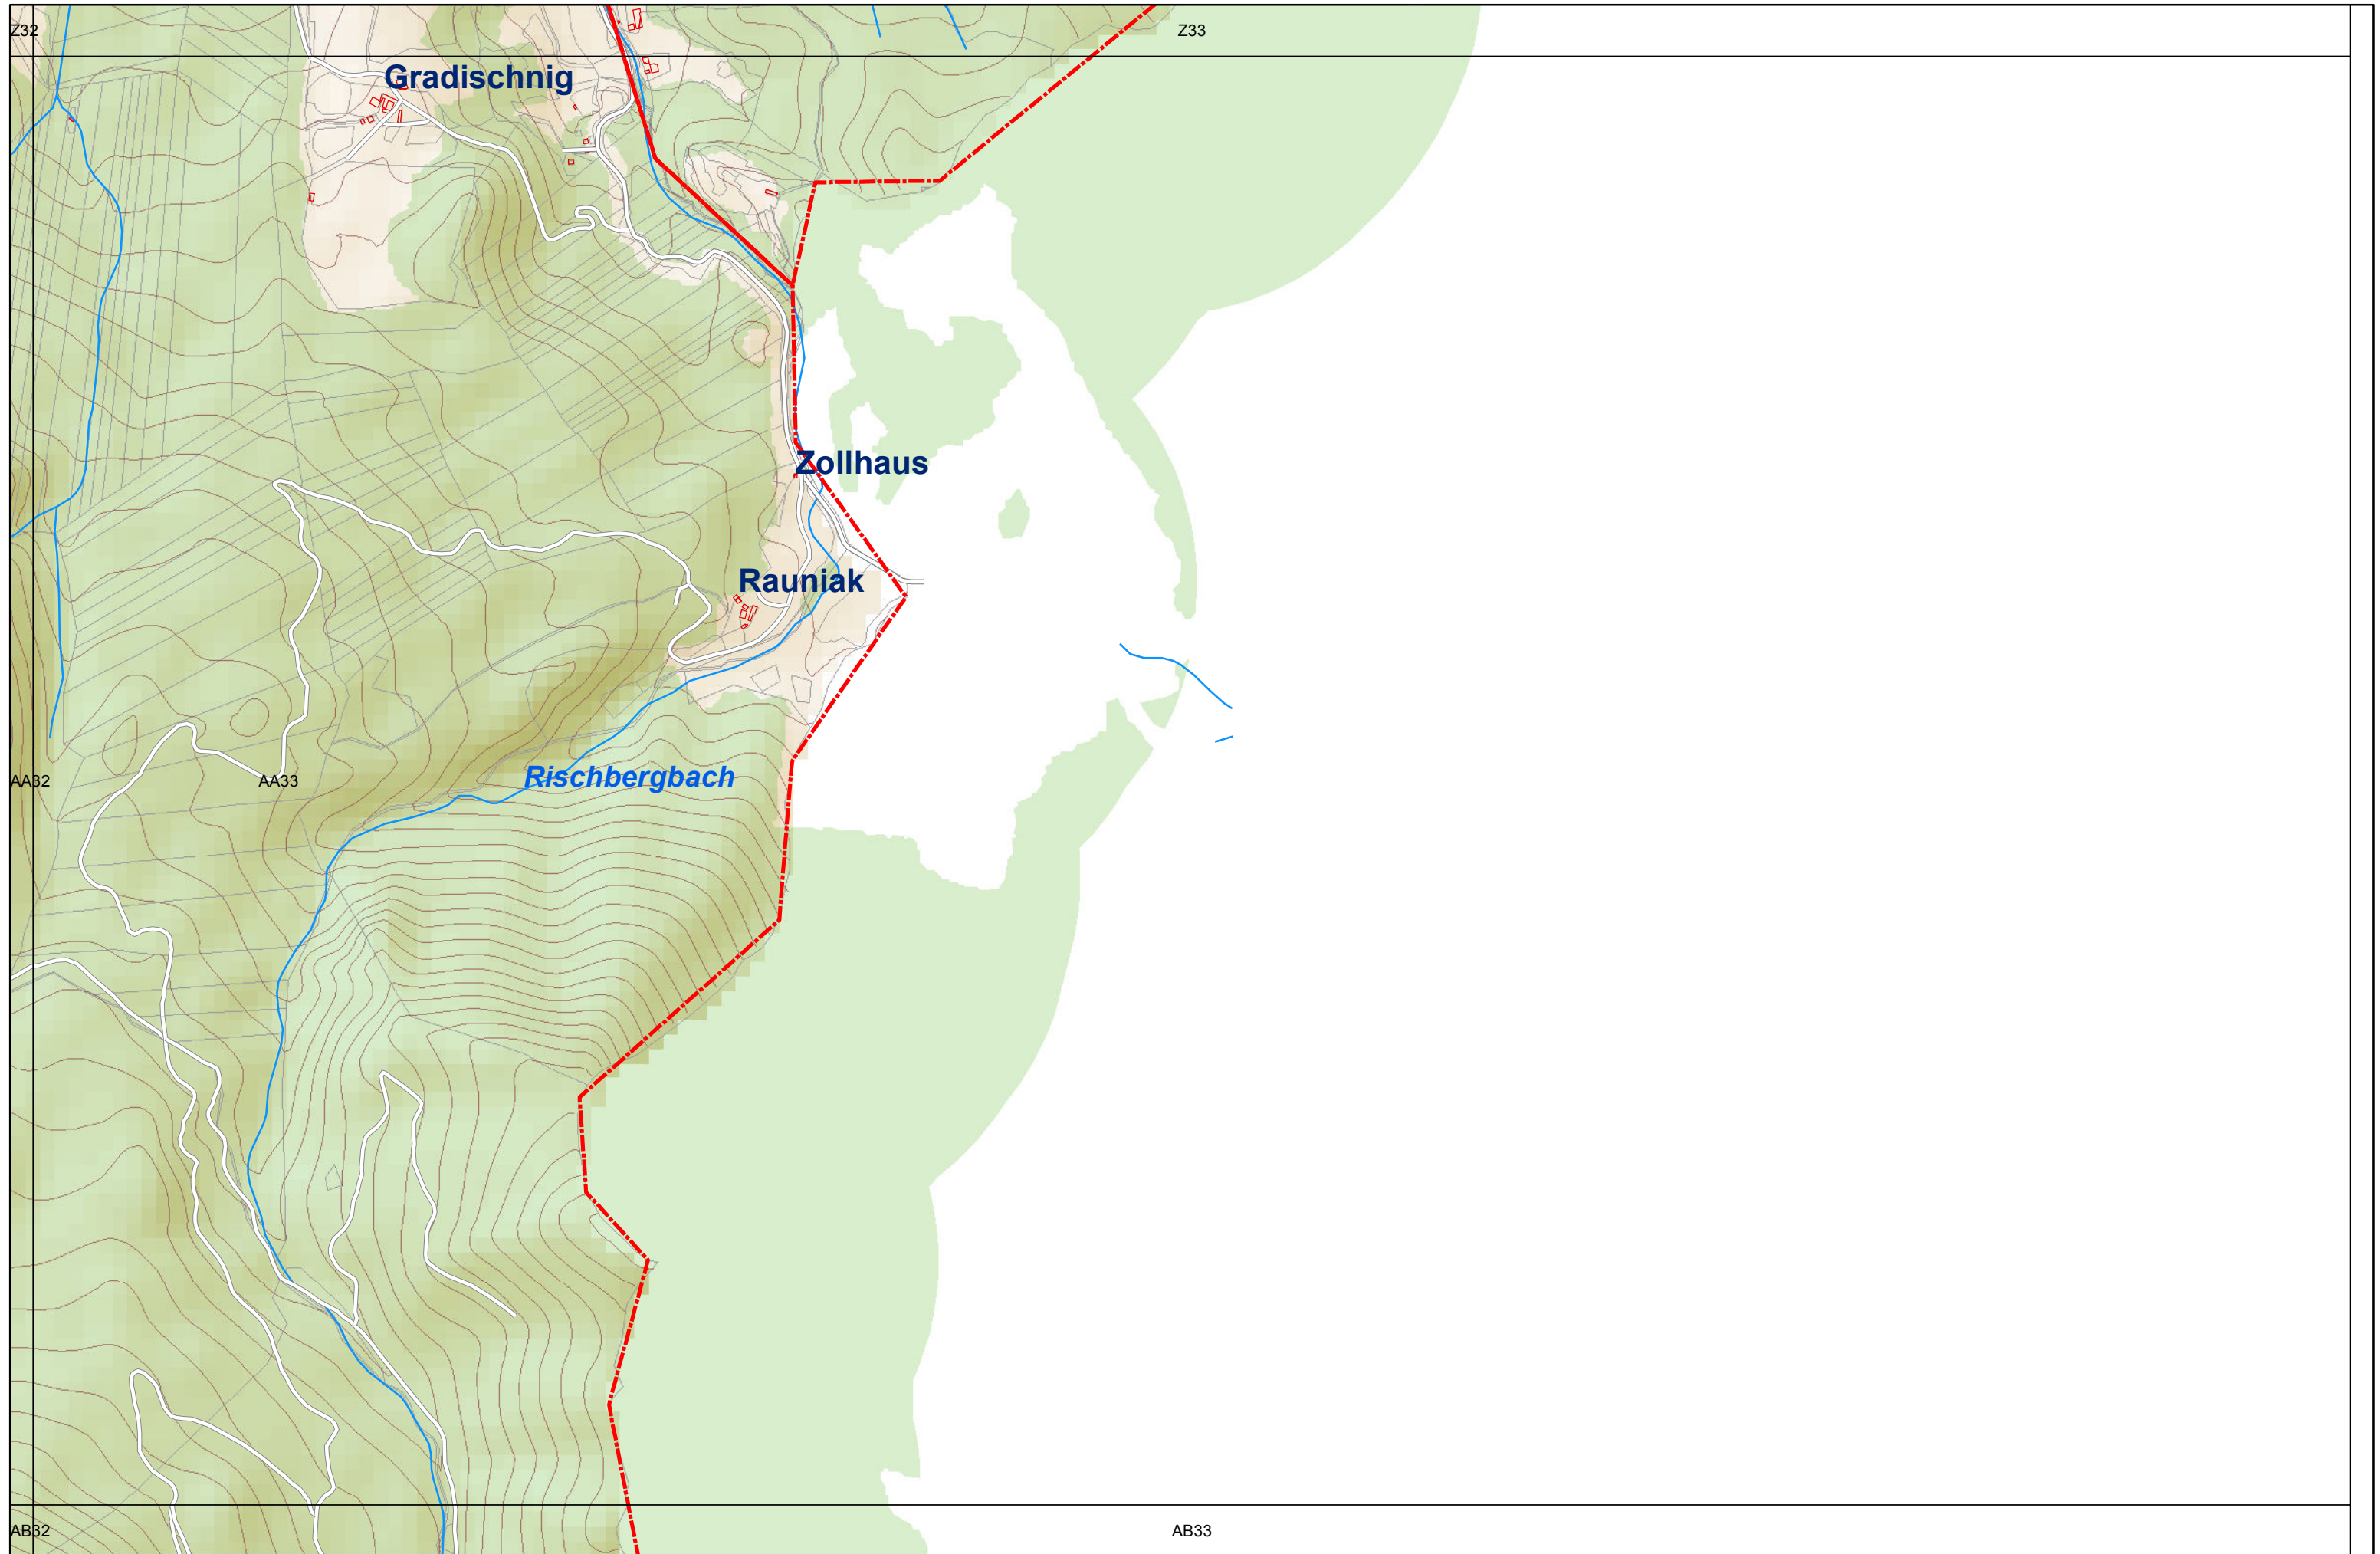 Z32
Z33
Gradischnig
Zollhaus
Rauniak
Rischbergbach
AA32
AA33
AB32
AB33